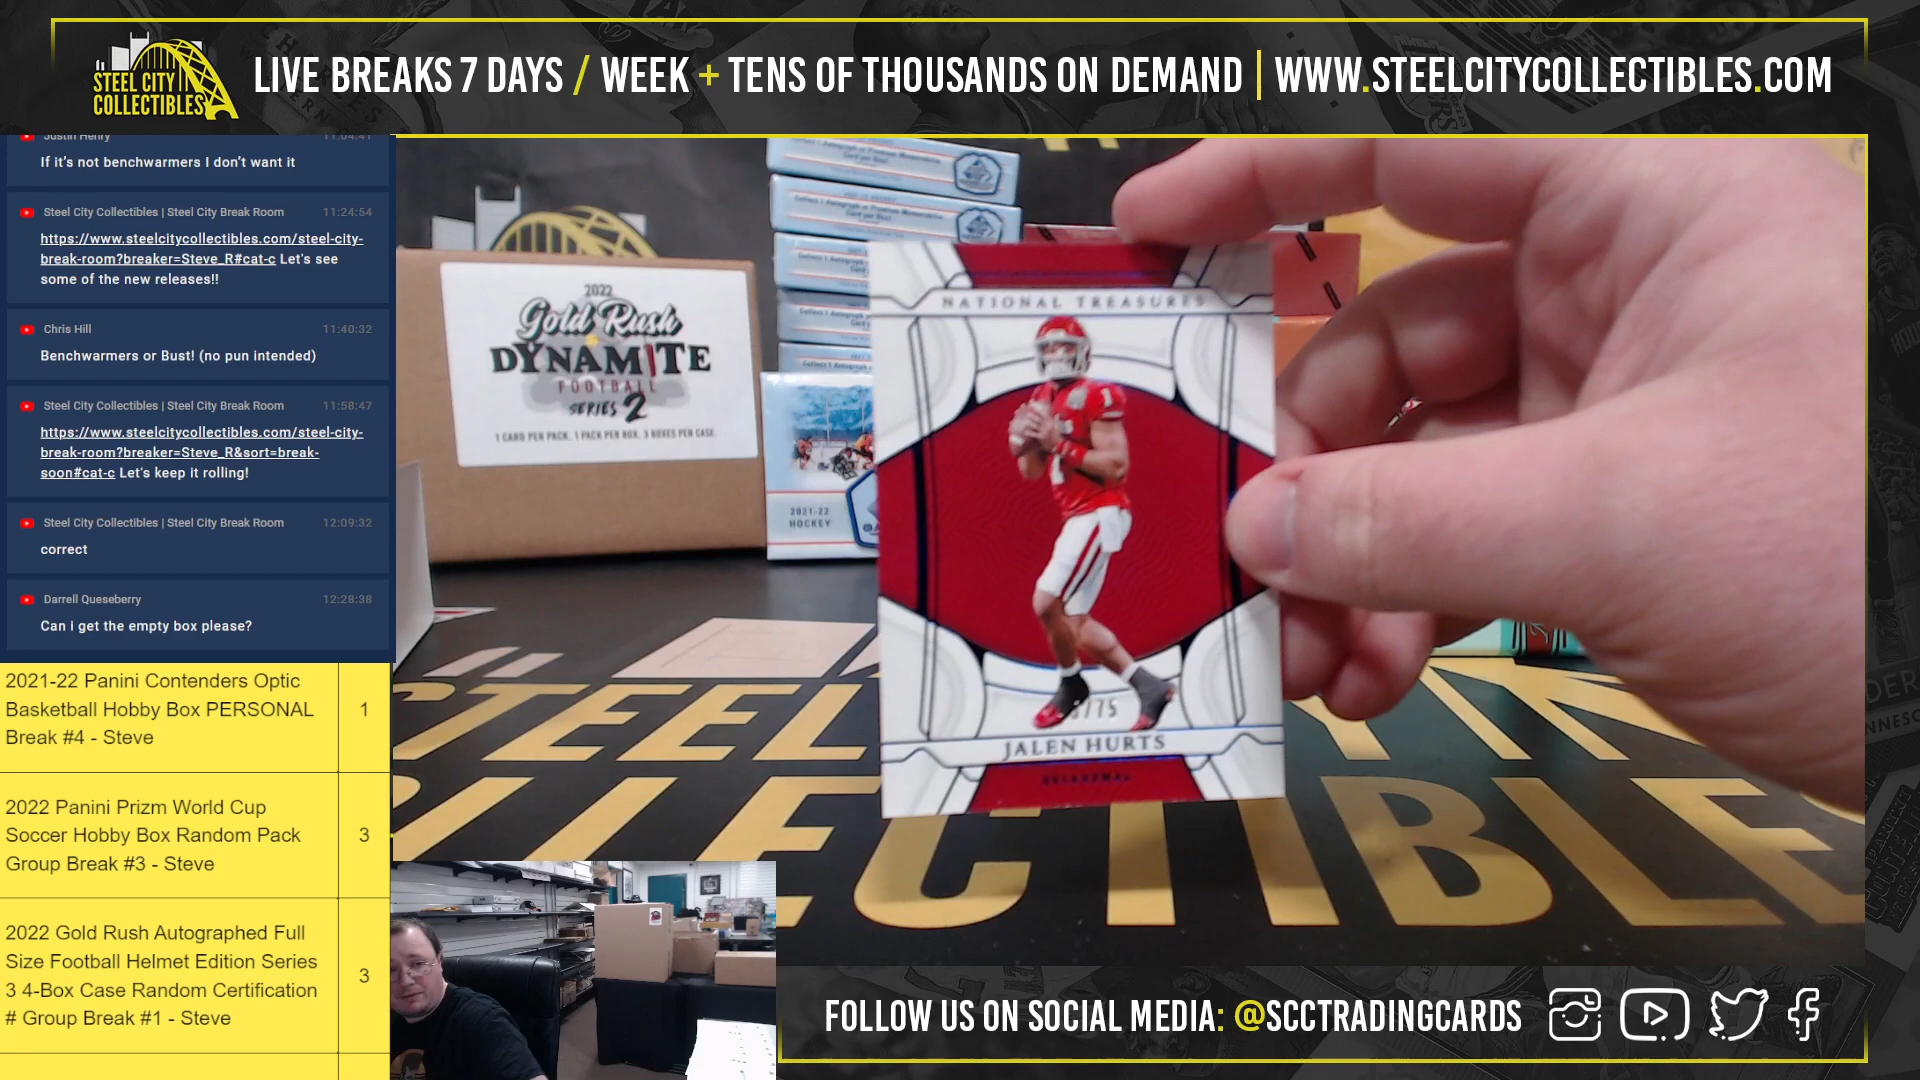 STEEL CITY
COLLECTIBLES
LIVE BREAKS 7 DAYS / WEEK + TENS OF THOUSANDS ON DEMAND | WWW.STEELCITYCOLLECTIBLES.COM
Justin Henry 11:04:41
If it's not benchwarmers I don't want it
Steel City Collectibles | Steel City Break Room 11:24:54
https://www.steelcitycollectibles.com/steel-city-
break-room?breaker=Steve_R#cat-c Let's see
some of the new releases!!
Chris Hill 11:40:32
Benchwarmers or Bust! (no pun intended)
Steel City Collectibles | Steel City Break Room 11:58:47
https://www.steelcitycollectibles.com/steel-city-
break-room?breaker=Steve_R&sort=break-
soon#cat-c Let's keep it rolling!
Steel City Collectibles | Steel City Break Room 12:09:32
correct
Darrell Queseberry 12:28:38
Can i get the empty box please?
2021-22 Panini Contenders Optic
Basketball Hobby Box PERSONAL 1
Break #4 - Steve
2022 Panini Prizm World Cup
Soccer Hobby Box Random Pack 3
Group Break #3 - Steve
2022 Gold Rush Autographed Full
Size Football Helmet Edition Series
3 4-Box Case Random Certification 3
# Group Break #1 - Steve
2022
Gold Rush
DYNAMITE
FOOTBALL
SERIES 2
1 CARD PER PACK. 1 PACK PER BOX. 3 BOXES PER CASE.
2021-22
HOCKEY
NATIONAL TREASURES
/75
JALEN HURTS
STEEL CITY
COLLECTIBLES
FOLLOW US ON SOCIAL MEDIA: @SCCTRADINGCARDS